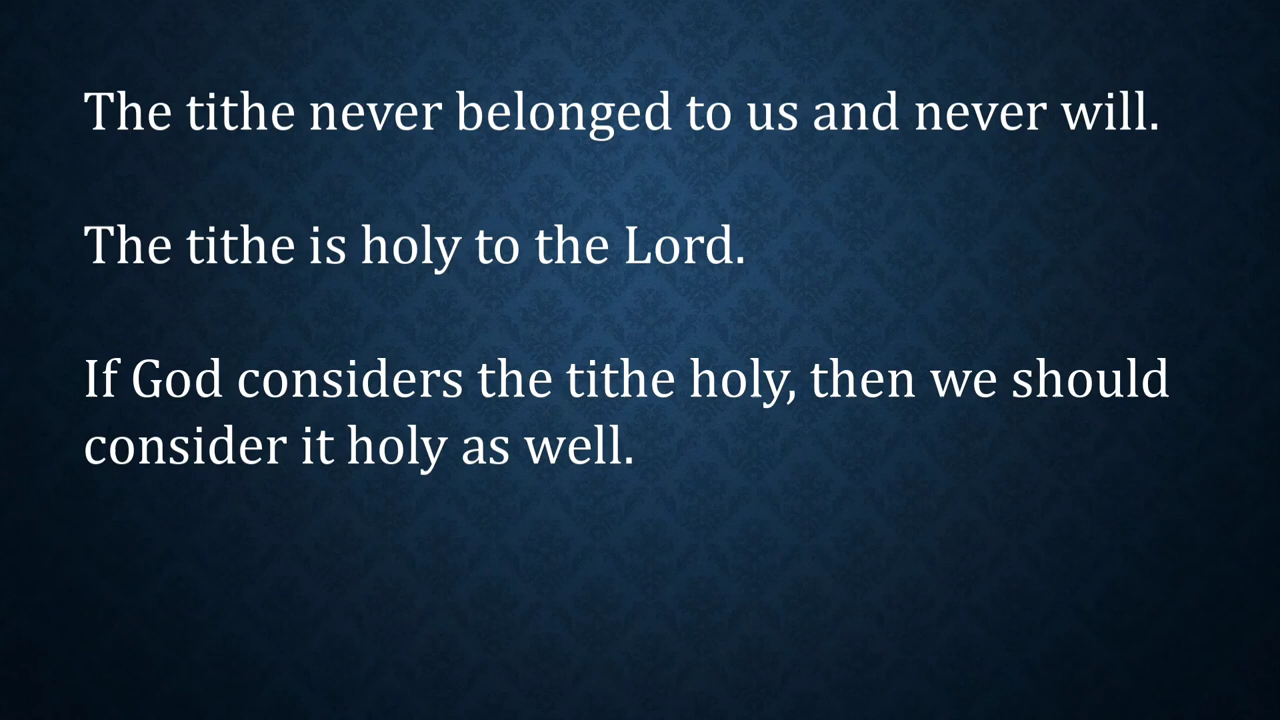 The tithe never belonged to us and never will.
The tithe is holy to the Lord.
If God considers the tithe holy, then we should
consider it holy as well.